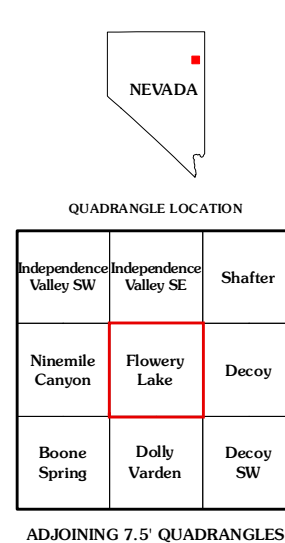 NEVADA
QUADRANGLE LOCATION
Independence Independence Shafter
Valley SW Valley SE
Ninemile Flowery Decoy
Canyon Lake
Boone Dolly Decoy
Spring Varden SW
ADJOINING 7.5' QUADRANGLES